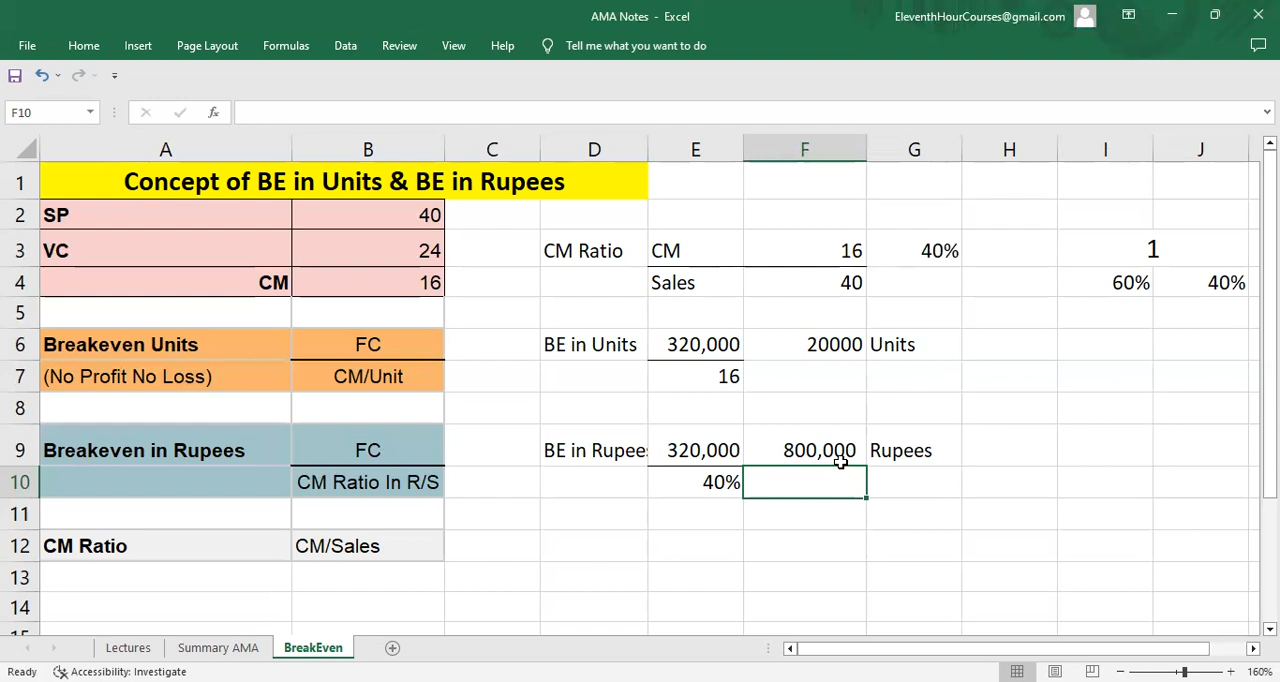 AMA Notes - Excel
EleventhHourCourses@gmail.com
File Home Insert Page Layout Formulas Data Review View Help Tell me what you want to do
F10 fx
A B C D E F G H I J
1 Concept of BE in Units & BE in Rupees
2 SP 40
3 VC 24 CM Ratio CM 16 40% 1
4 CM 16 Sales 40 60% 40%
5
6 Breakeven Units FC BE in Units 320,000 20000 Units
7 (No Profit No Loss) CM/Unit 16
8
9 Breakeven in Rupees FC BE in Rupees 320,000 800,000 Rupees
10 CM Ratio In R/S 40%
11
12 CM Ratio CM/Sales
13
14
15
Lectures Summary AMA BreakEven
Ready Accessibility: Investigate 160%